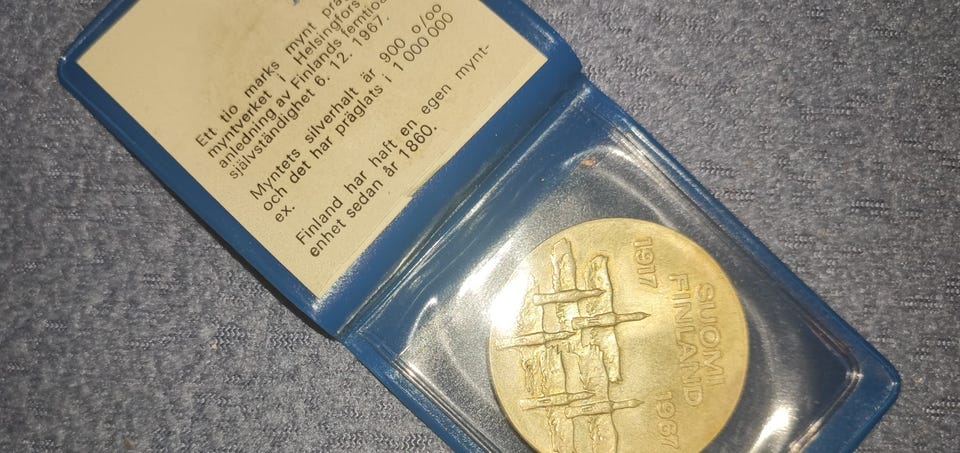 Ett tio marks mynt
myntverket i Helsingfors
anledning av Finlands
självständighet 6. 12. 1967.
Myntets silverhalt är 900 0/00
och det har präglats i 1 000 000
ex.
Finland har haft en egen mynt-
enhet sedan år 1860.
SUOMI
FINLAND
1917 1967